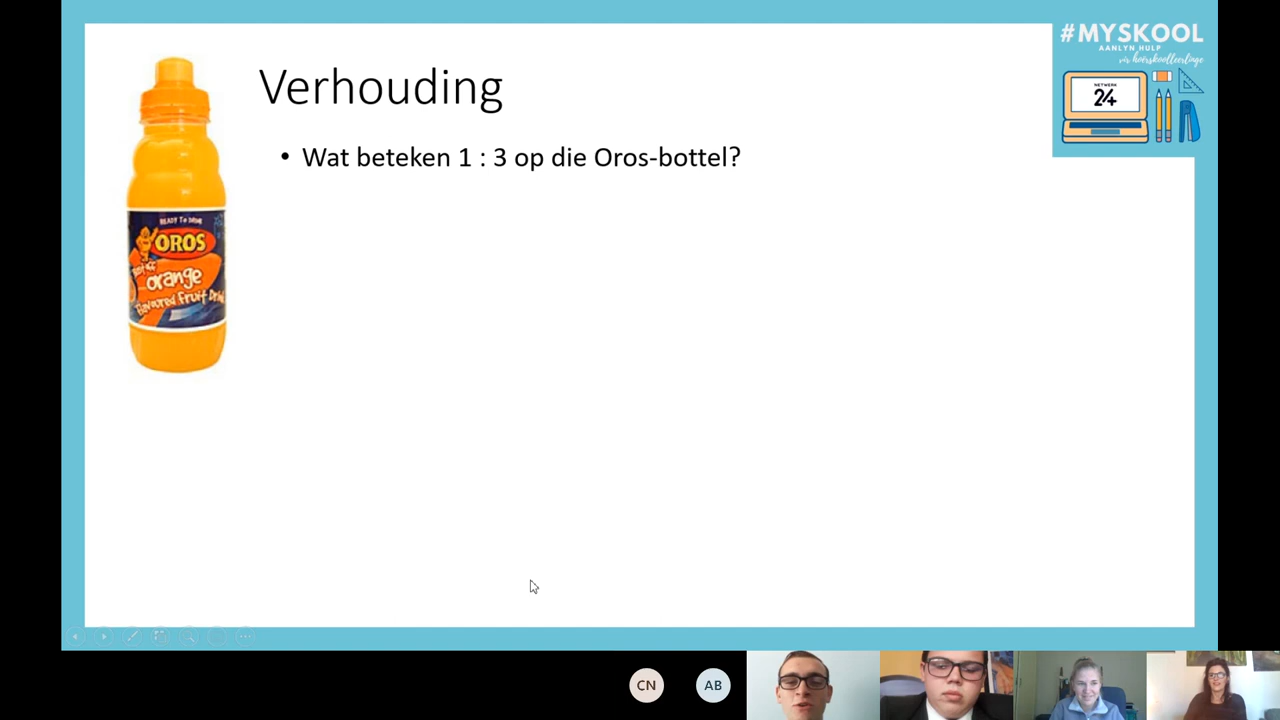 #MYSKOOL
AANLYN HULP
vir hoërskoolleerlinge
NETWERK
24
Verhouding
• Wat beteken 1 : 3 op die Oros-bottel?
READY TO DRINK
OROS
orange
Flavoured Fruit Drink
CN
AB